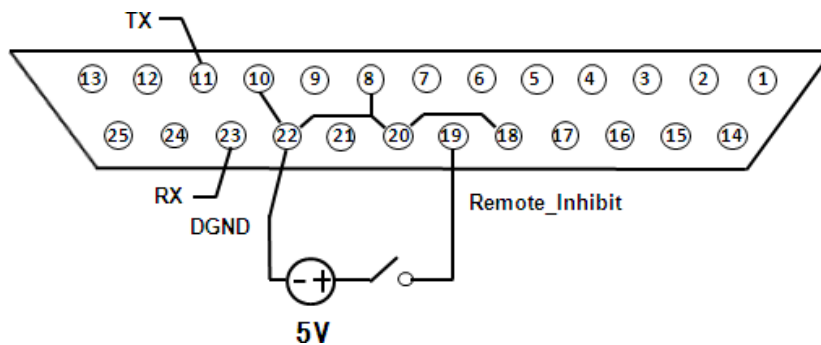 TX
13 12 11 10 9 8 7 6 5 4 3 2 1
25 24 23 22 21 20 19 18 17 16 15 14
RX
Remote_Inhibit
DGND
- +
5V